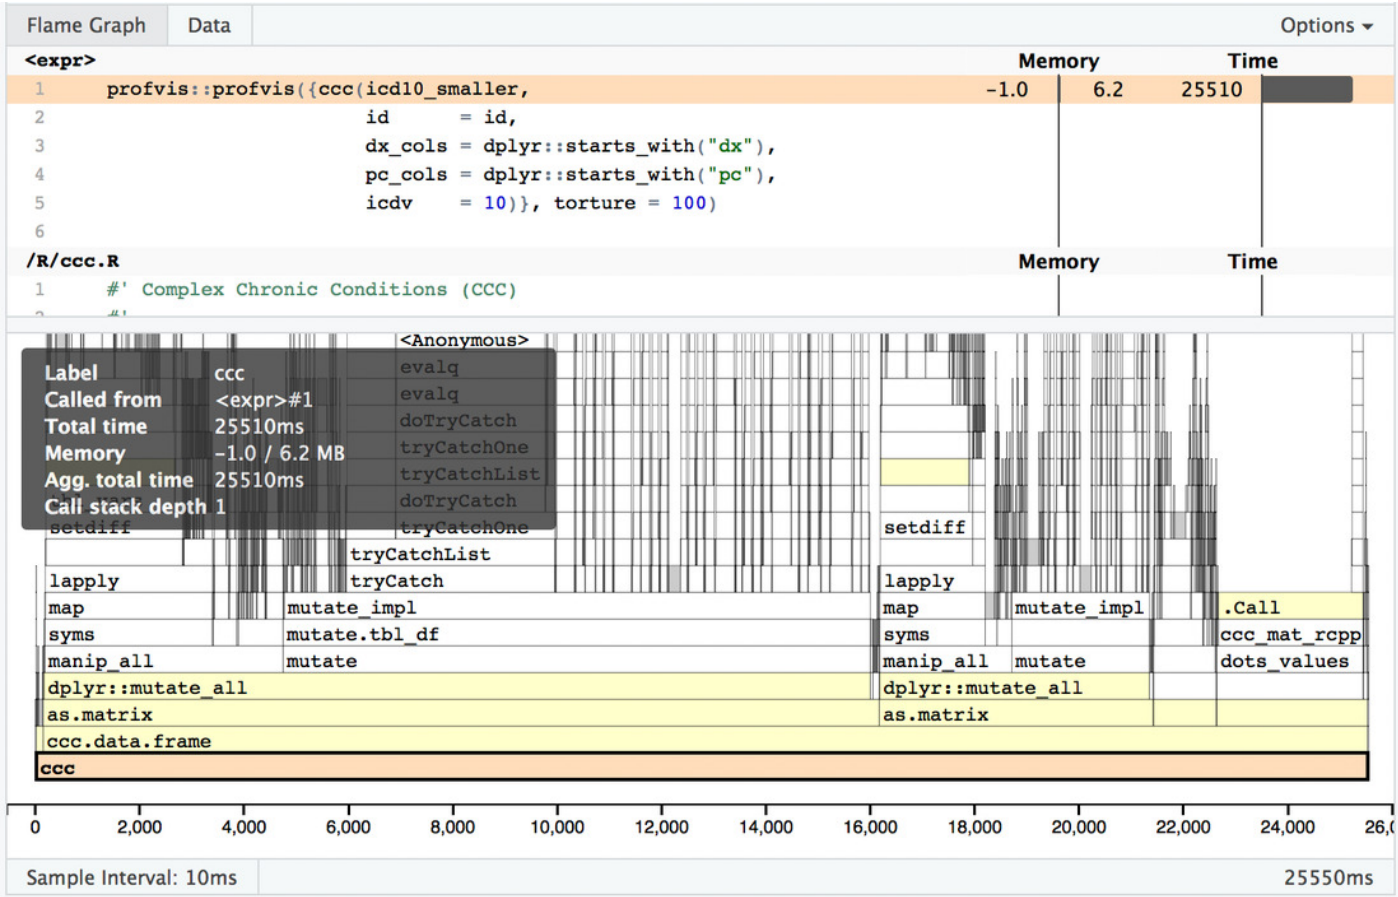 Flame Graph Data Options
<expr> Memory Time
1 profvis::profvis({ccc(icd10_smaller, -1.0 6.2 25510
2 id = id,
3 dx_cols = dplyr::starts_with("dx"),
4 pc_cols = dplyr::starts_with("pc"),
5 icdv = 10)}, torture = 100)
6
/R/ccc.R Memory Time
1 #' Complex Chronic Conditions (CCC)
2 #'
<Anonymous>
Label ccc
evalq
Called from <expr>#1
evalq
Total time 25510ms
doTryCatch
Memory -1.0 / 6.2 MB
tryCatchOne
Agg. total time 25510ms
tryCatchList
Call stack depth 1
doTryCatch
setdiff tryCatchOne setdiff
tryCatchList
lapply tryCatch lapply
map mutate_impl map mutate_impl .Call
syms mutate.tbl_df syms ccc_mat_rcpp
manip_all mutate manip_all mutate dots_values
dplyr::mutate_all dplyr::mutate_all
as.matrix as.matrix
ccc.data.frame
ccc
0 2,000 4,000 6,000 8,000 10,000 12,000 14,000 16,000 18,000 20,000 22,000 24,000 26,0
Sample Interval: 10ms 25550ms